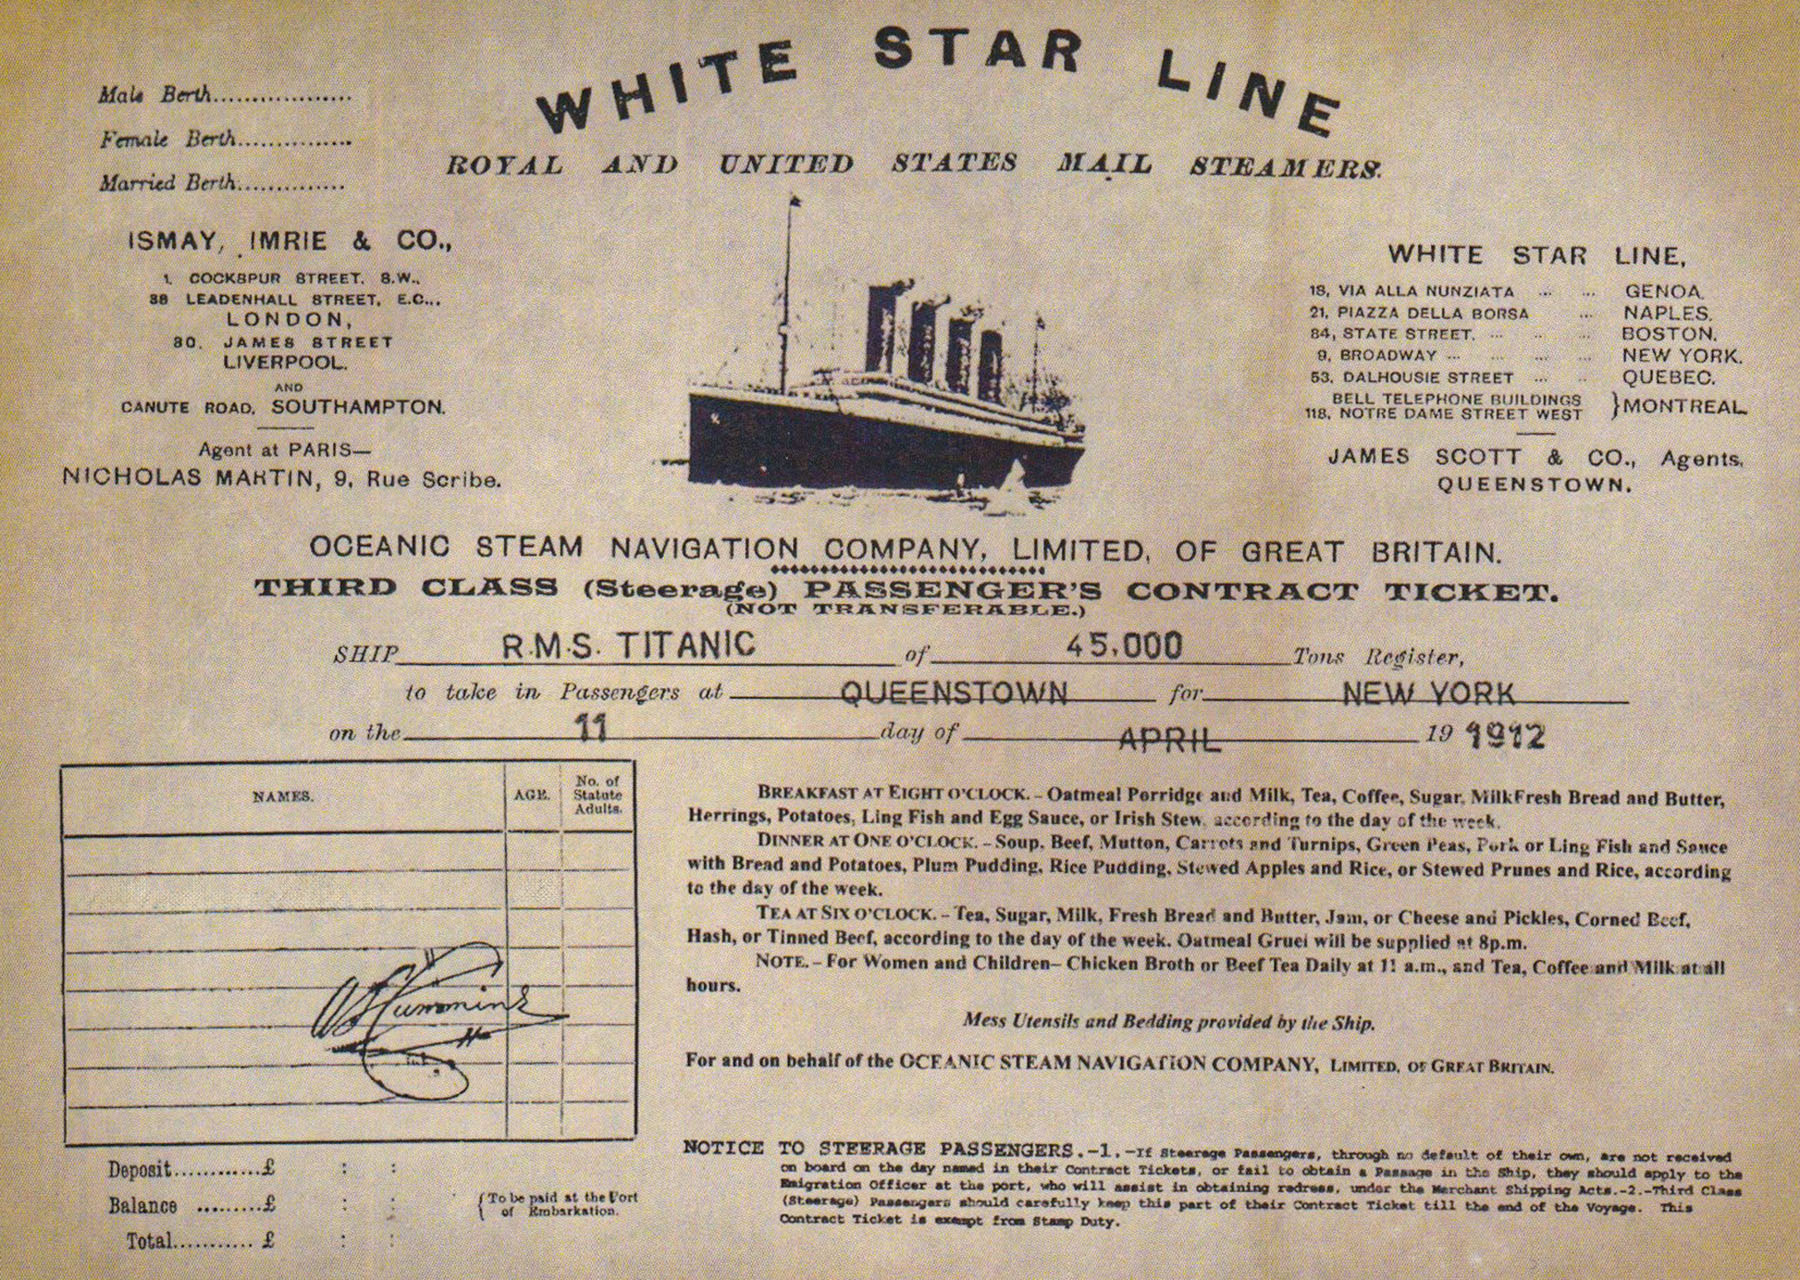 WHITE STAR LINE
ROYAL AND UNITED STATES MAIL STEAMERS.
Male Berth..................
Female Berth...............
Married Berth..............
ISMAY, IMRIE & CO.,
1, COCKSPUR STREET, S.W.,
38 LEADENHALL STREET, E.C..,
LONDON,
30, JAMES STREET
LIVERPOOL.
AND
CANUTE ROAD, SOUTHAMPTON.
Agent at PARIS—
NICHOLAS MARTIN, 9, Rue Scribe.
WHITE STAR LINE,
18, VIA ALLA NUNZIATA ... ... GENOA.
21, PIAZZA DELLA BORSA ... NAPLES.
84, STATE STREET, ... ... ... BOSTON.
9, BROADWAY ... ... ... ... NEW YORK.
53, DALHOUSIE STREET ... ... QUEBEC.
BELL TELEPHONE BUILDINGS
118, NOTRE DAME STREET WEST } MONTREAL
JAMES SCOTT & CO., Agents,
QUEENSTOWN.
OCEANIC STEAM NAVIGATION COMPANY, LIMITED, OF GREAT BRITAIN.
THIRD CLASS (Steerage) PASSENGER'S CONTRACT TICKET.
(NOT TRANSFERABLE.)
SHIP R.M.S. TITANIC of 45,000 Tons Register,
to take in Passengers at QUEENSTOWN for NEW YORK
on the 11 day of APRIL 19 1912
NAMES. AGE. No. of Statute Adults.
BREAKFAST AT EIGHT O'CLOCK. – Oatmeal Porridge and Milk, Tea, Coffee, Sugar, MilkFresh Bread and Butter,
Herrings, Potatoes, Ling Fish and Egg Sauce, or Irish Stew, according to the day of the week.
DINNER AT ONE O'CLOCK. – Soup, Beef, Mutton, Carrots and Turnips, Green Peas, Pork or Ling Fish and Sauce
with Bread and Potatoes, Plum Pudding, Rice Pudding, Stewed Apples and Rice, or Stewed Prunes and Rice, according
to the day of the week.
TEA AT SIX O'CLOCK. – Tea, Sugar, Milk, Fresh Bread and Butter, Jam, or Cheese and Pickles, Corned Beef,
Hash, or Tinned Beef, according to the day of the week. Oatmeal Gruel will be supplied at 8p.m.
NOTE. – For Women and Children– Chicken Broth or Beef Tea Daily at 11 a.m., and Tea, Coffee and Milk at all
hours.
Mess Utensils and Bedding provided by the Ship.
For and on behalf of the OCEANIC STEAM NAVIGATION COMPANY, LIMITED, OF GREAT BRITAIN.
Deposit............£ : :
Balance .........£ : :
Total............ £ : :
{ To be paid at the Port
of Embarkation.
NOTICE TO STEERAGE PASSENGERS.-1.-If Steerage Passengers, through no default of their own, are not received
on board on the day named in their Contract Tickets, or fail to obtain a Passage in the Ship, they should apply to the
Emigration Officer at the port, who will assist in obtaining redress, under the Merchant Shipping Acts.-2.-Third Class
(Steerage) Passengers should carefully keep this part of their Contract Ticket till the end of the Voyage. This
Contract Ticket is exempt from Stamp Duty.